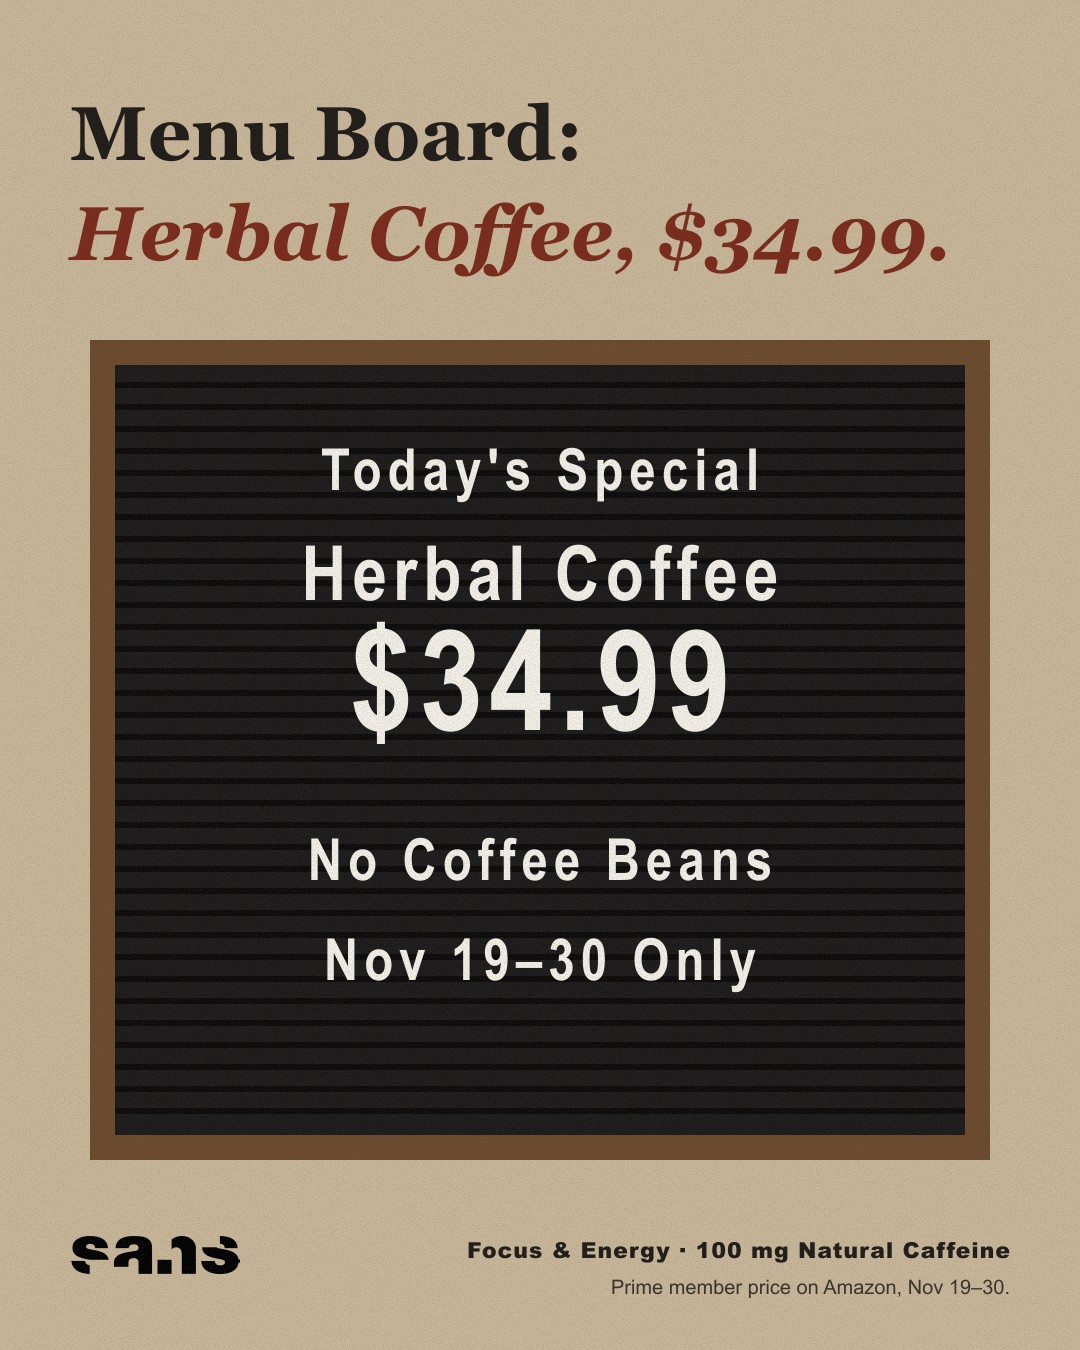 Menu Board:
Herbal Coffee, $34.99.
Today's Special
Herbal Coffee
$34.99
No Coffee Beans
Nov 19–30 Only
sans
Focus & Energy · 100 mg Natural Caffeine
Prime member price on Amazon, Nov 19–30.